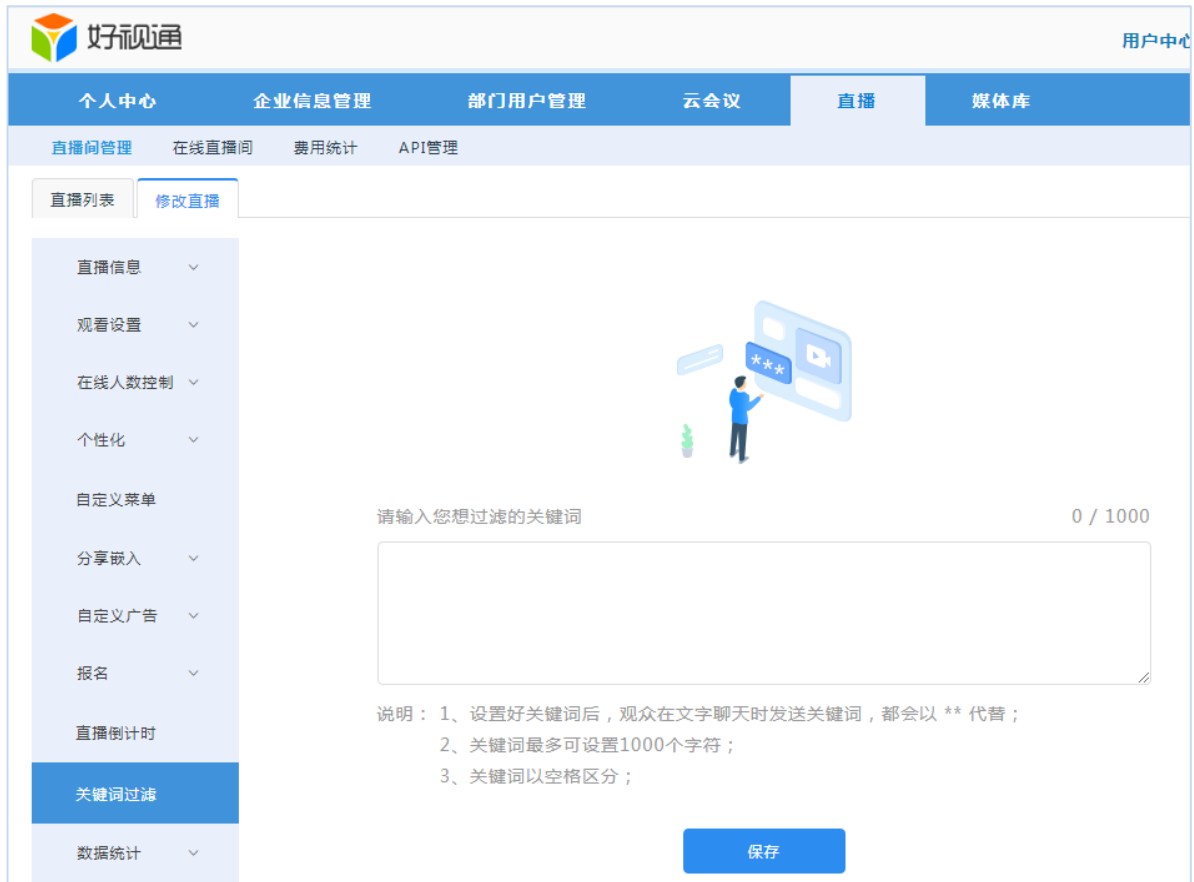 好视通
用户中心
个人中心 企业信息管理 部门用户管理 云会议 直播 媒体库
直播间管理 在线直播间 费用统计 API管理
直播列表 修改直播
直播信息
观看设置
在线人数控制
个性化
自定义菜单
分享嵌入
自定义广告
报名
直播倒计时
关键词过滤
数据统计
***
请输入您想过滤的关键词 0 / 1000
说明： 1、设置好关键词后，观众在文字聊天时发送关键词，都会以 ** 代替；
2、关键词最多可设置1000个字符；
3、关键词以空格区分；
保存